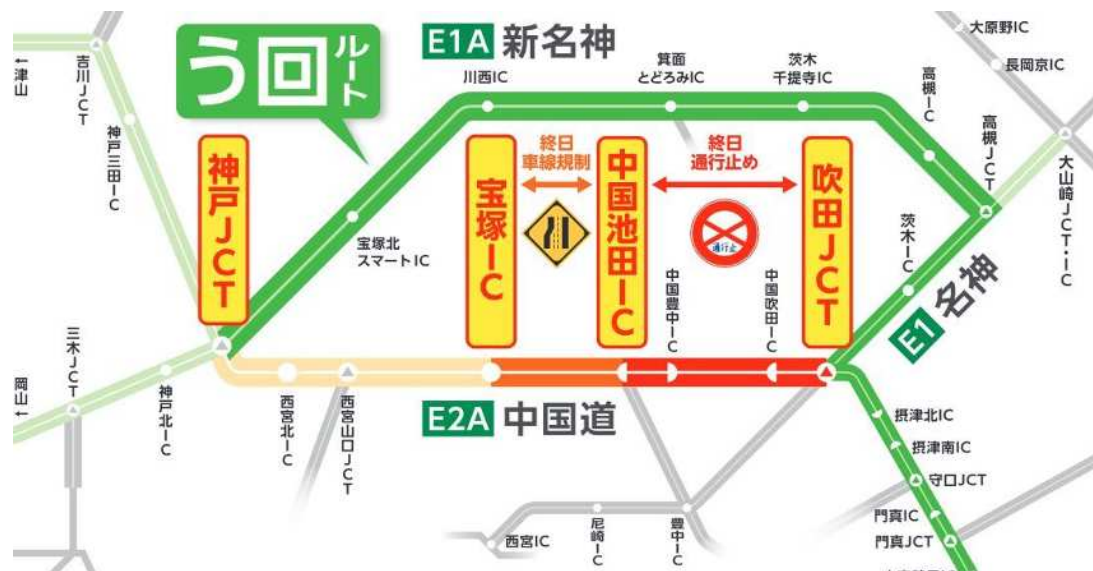 う回
ルート
E1A 新名神
川西IC
箕面
とどろみIC
茨木
千提寺IC
高槻IC
高槻JCT
大原野IC
長岡京IC
大山崎JCT・IC
←津山
吉川JCT
神戸三田IC
神戸JCT
宝塚北
スマートIC
宝塚IC
終日
車線規制
中国池田IC
終日
通行止め
通行止
吹田JCT
中国豊中IC
中国吹田IC
茨木IC
E1 名神
岡山←
三木JCT
神戸北IC
西宮北IC
西宮山口JCT
E2A 中国道
西宮IC
尼崎IC
豊中IC
摂津北IC
摂津南IC
守口JCT
門真IC
門真JCT